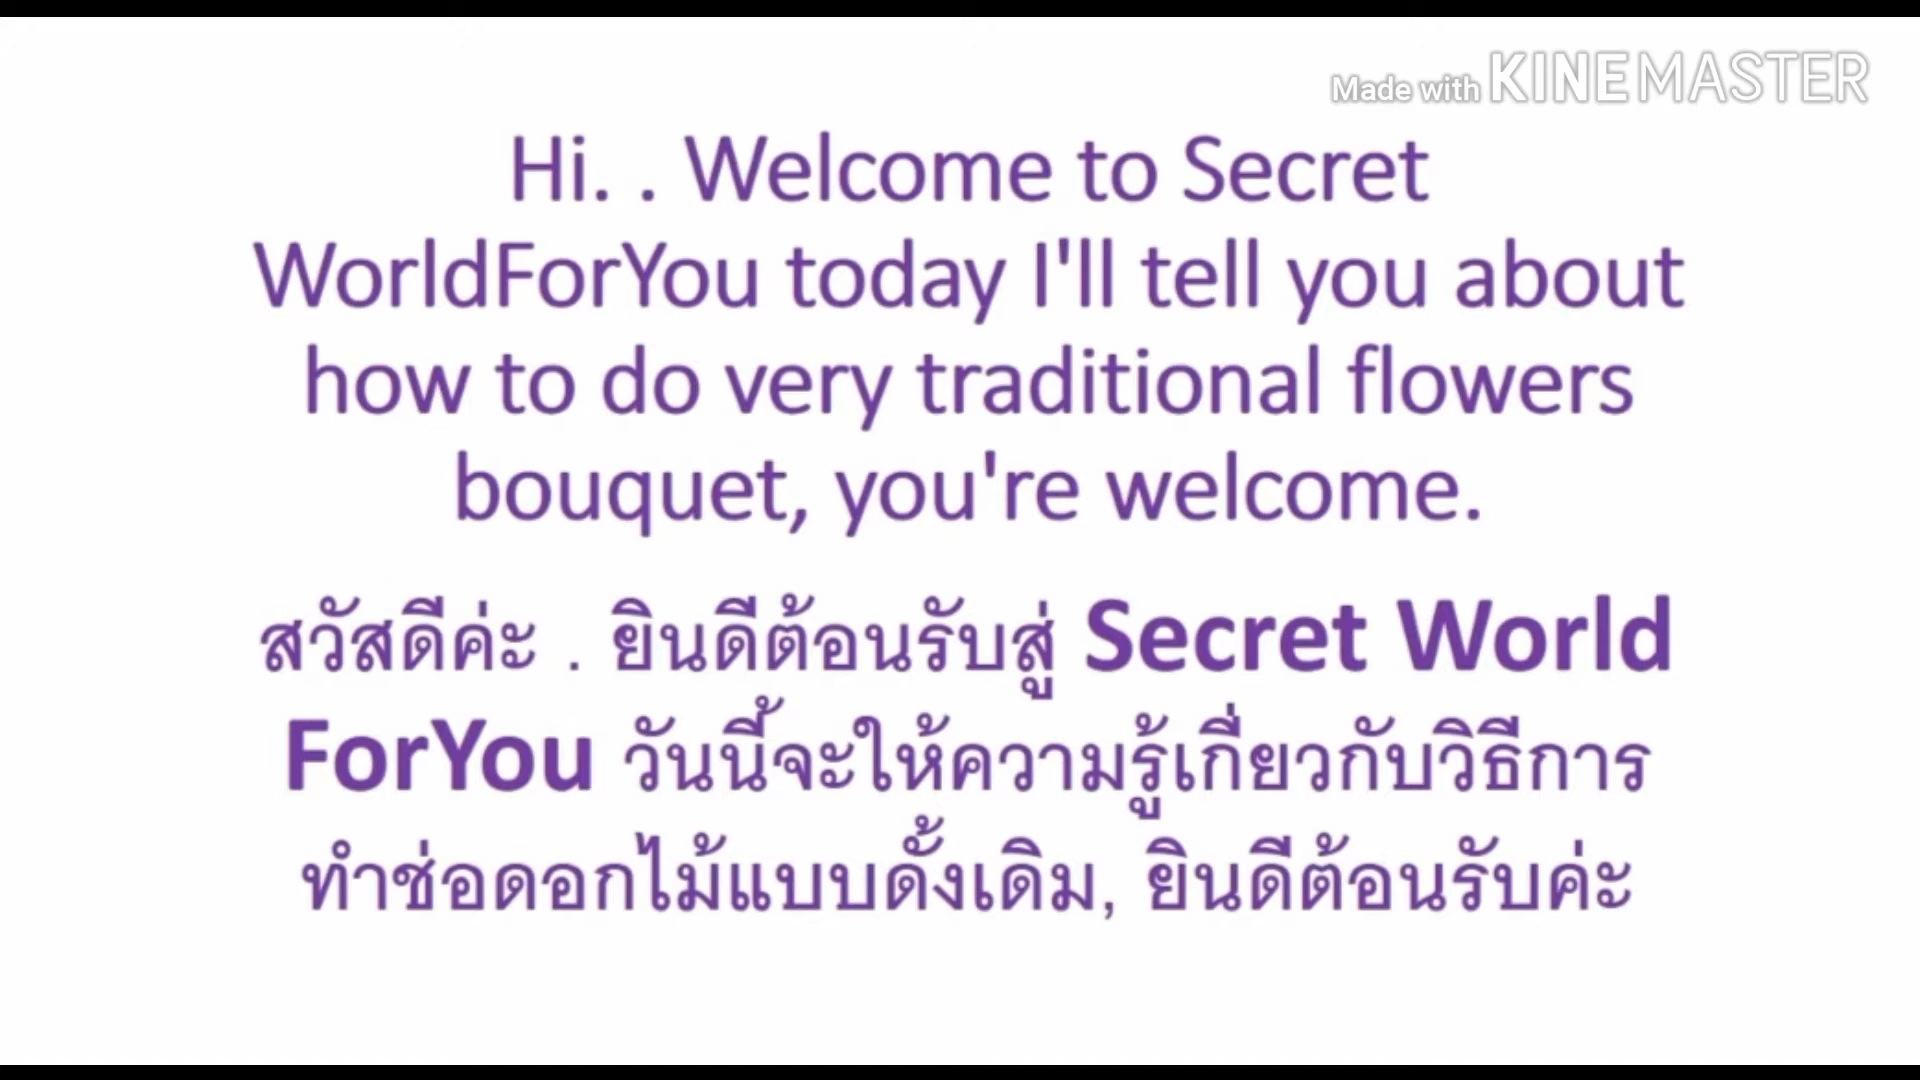 Made with KINEMASTER
Hi. . Welcome to Secret
WorldForYou today I'll tell you about
how to do very traditional flowers
bouquet, you're welcome.
สวัสดีค่ะ . ยินดีต้อนรับสู่ Secret World
ForYou วันนี้จะให้ความรู้เกี่ยวกับวิธีการ
ทำช่อดอกไม้แบบดั้งเดิม, ยินดีต้อนรับค่ะ